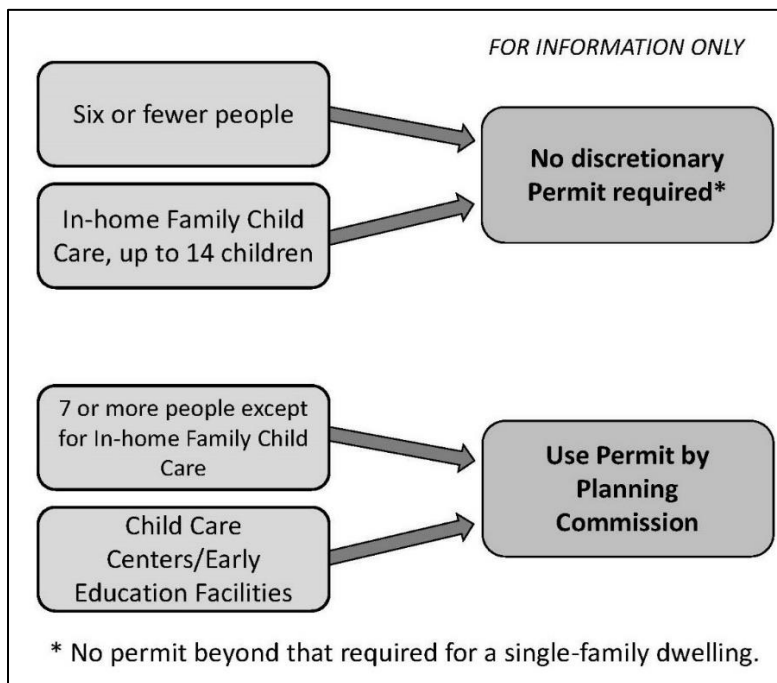 FOR INFORMATION ONLY
Six or fewer people
No discretionary
Permit required*
In-home Family Child
Care, up to 14 children
7 or more people except
for In-home Family Child
Care
Use Permit by
Planning
Commission
Child Care
Centers/Early
Education Facilities
* No permit beyond that required for a single-family dwelling.